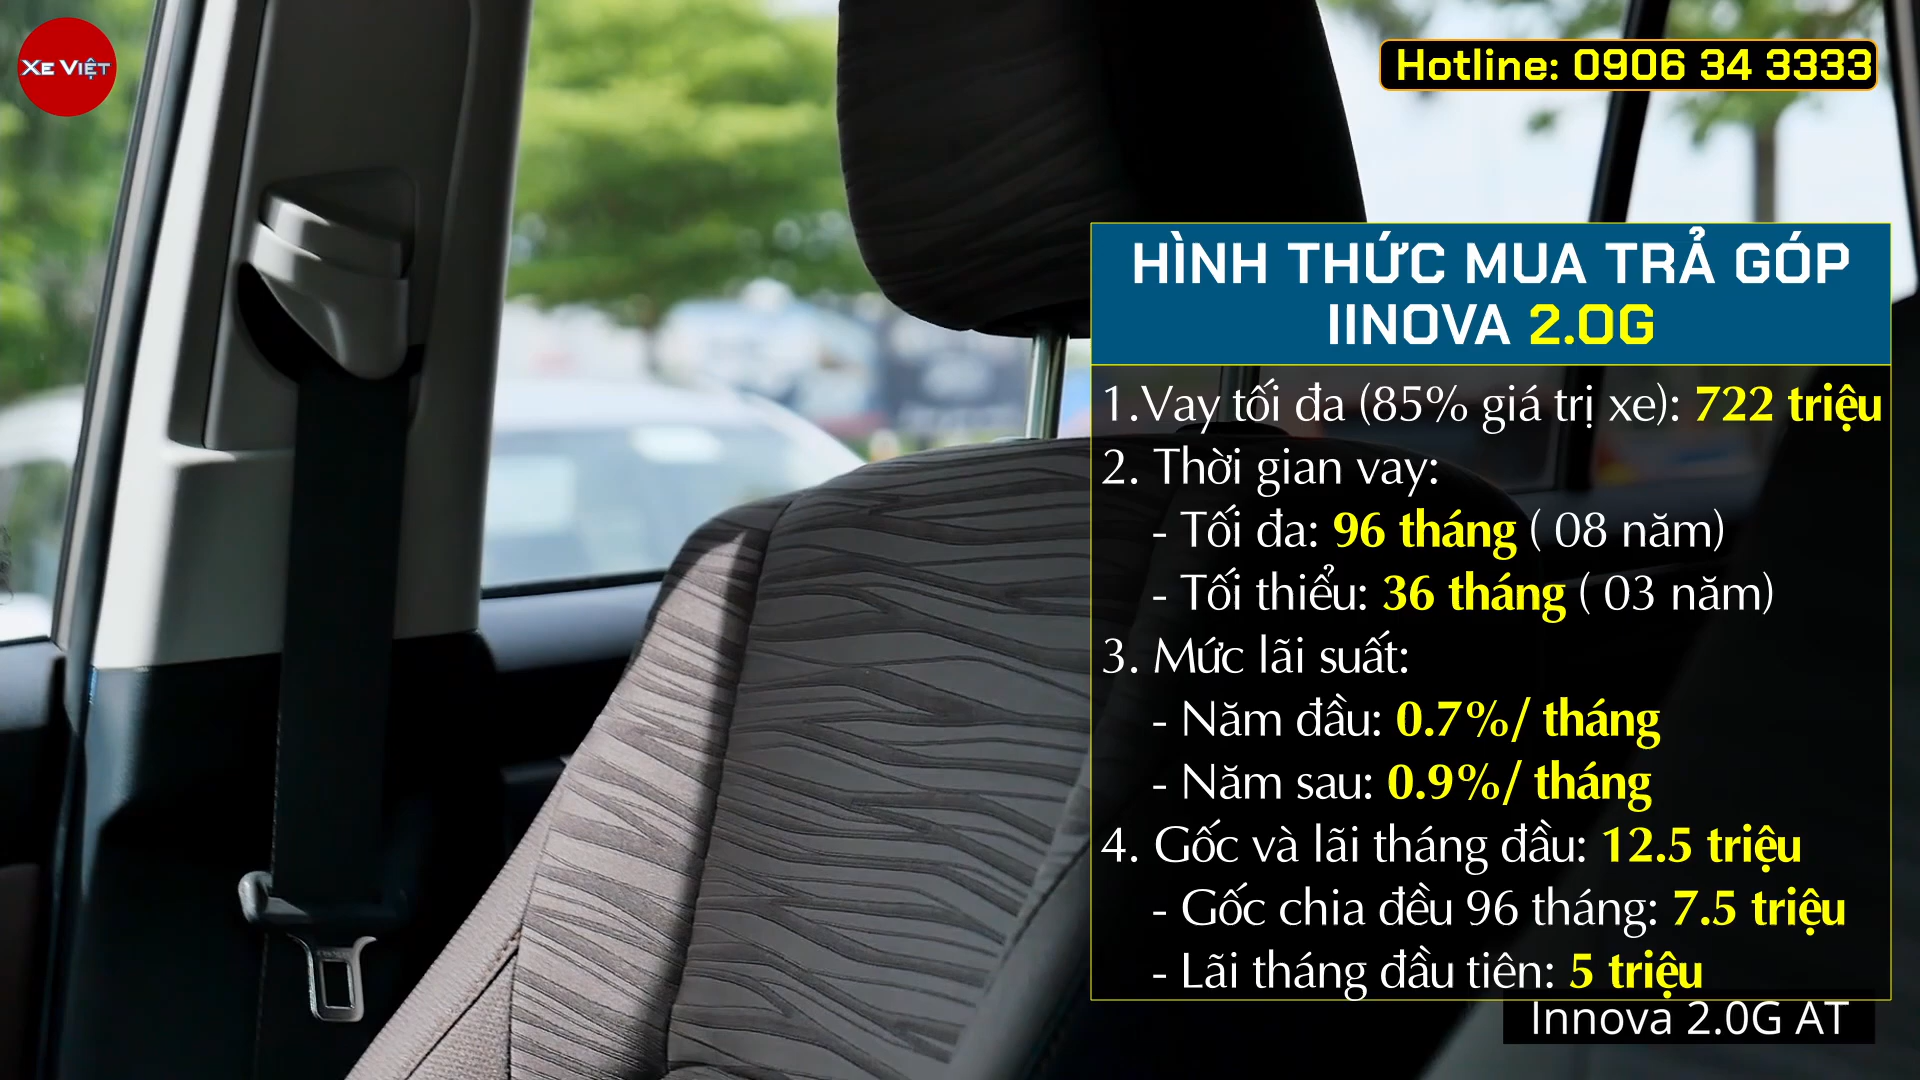 XE VIỆT
Hotline: 0906 34 3333
HÌNH THỨC MUA TRẢ GÓP
IINOVA 2.0G
1.Vay tối đa (85% giá trị xe): 722 triệu
2. Thời gian vay:
- Tối đa: 96 tháng ( 08 năm)
- Tối thiểu: 36 tháng ( 03 năm)
3. Mức lãi suất:
- Năm đầu: 0.7%/ tháng
- Năm sau: 0.9%/ tháng
4. Gốc và lãi tháng đầu: 12.5 triệu
- Gốc chia đều 96 tháng: 7.5 triệu
- Lãi tháng đầu tiên: 5 triệu
Innova 2.0G AT